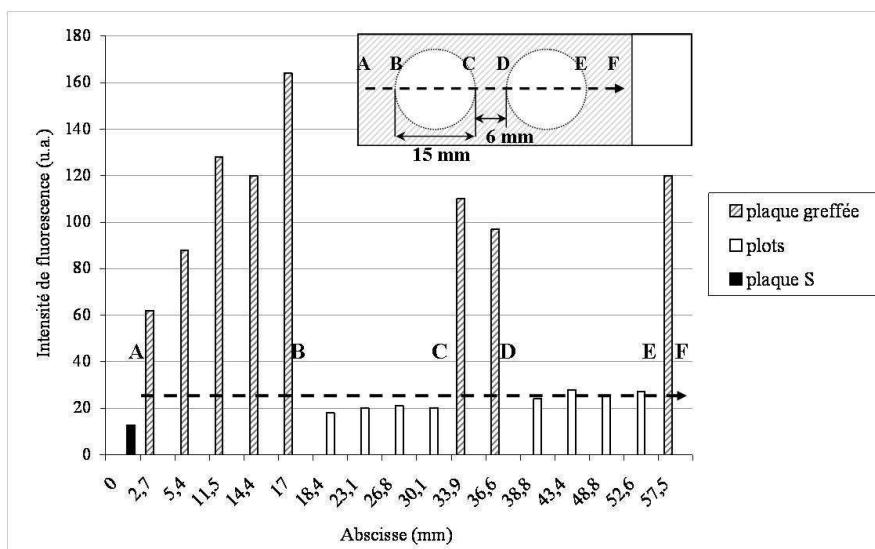 180
160
140
120
100
80
60
40
20
0
Intensité de fluorescence (u.a.)
A B C D E F
15 mm
6 mm
A B C D E F
plaque greffée
plots
plaque S
0 2,7 5,4 11,5 14,4 17 18,4 23,1 26,8 30,1 33,9 36,6 38,8 43,4 48,8 52,6 57,5
Abscisse (mm)